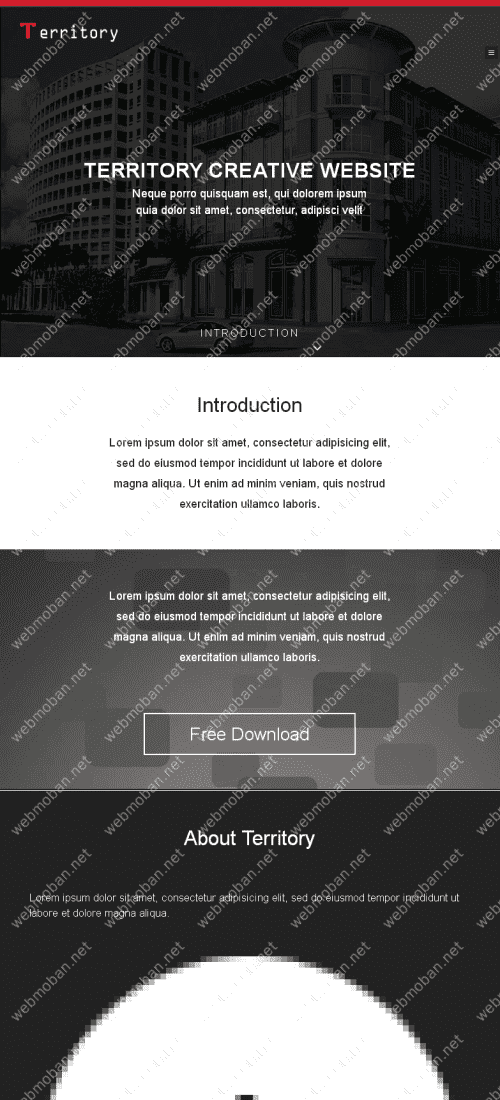 Territory
TERRITORY CREATIVE WEBSITE
Neque porro quisquam est, qui dolorem ipsum
quia dolor sit amet, consectetur, adipisci velit
INTRODUCTION
Introduction
Lorem ipsum dolor sit amet, consectetur adipisicing elit,
sed do eiusmod tempor incididunt ut labore et dolore
magna aliqua. Ut enim ad minim veniam, quis nostrud
exercitation ullamco laboris.
Lorem ipsum dolor sit amet, consectetur adipisicing elit,
sed do eiusmod tempor incididunt ut labore et dolore
magna aliqua. Ut enim ad minim veniam, quis nostrud
exercitation ullamco laboris.
Free Download
About Territory
Lorem ipsum dolor sit amet, consectetur adipisicing elit, sed do eiusmod tempor incididunt ut
labore et dolore magna aliqua.
webmoban.net